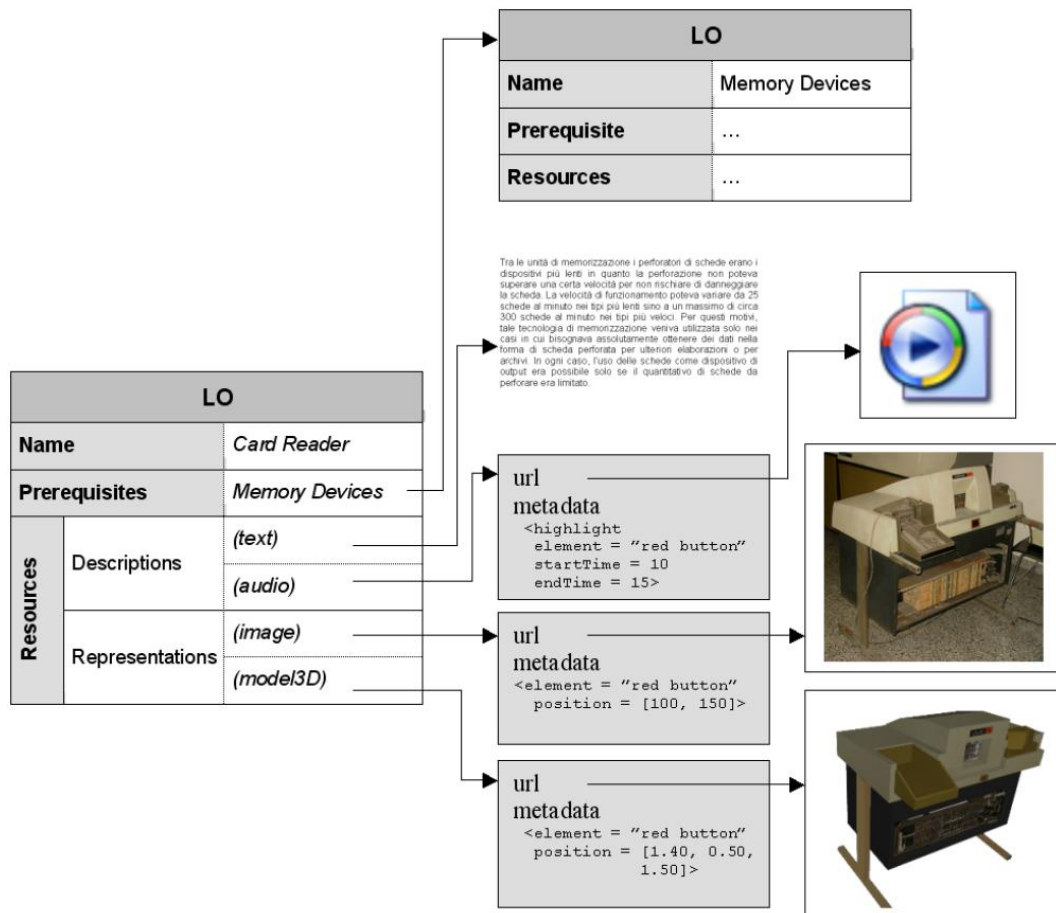 LO
Name Memory Devices
Prerequisite ...
Resources ...
Tra le unità di memorizzazione i perforatori di schede erano i
dispositivi più lenti in quanto la perforazione non poteva
superare una certa velocità per non rischiare di danneggiare
la scheda. La velocità di funzionamento poteva variare da 25
schede al minuto nei tipi più lenti sino a un massimo di circa
300 schede al minuto nei tipi più veloci. Per questi motivi,
tale tecnologia di memorizzazione veniva utilizzata solo nei
casi in cui bisognava assolutamente ottenere dei dati nella
forma di scheda perforata per ulteriori elaborazioni o per
archivi. In ogni caso, l'uso delle schede come dispositivo di
output era possibile solo se il quantitativo di schede da
perforare era limitato.
LO
Name Card Reader
Prerequisites Memory Devices
Resources
Descriptions
(text)
(audio)
Representations
(image)
(model3D)
url
metadata
<highlight
element = "red button"
startTime = 10
endTime = 15>
url
metadata
<element = "red button"
position = [100, 150]>
url
metadata
<element = "red button"
position = [1.40, 0.50,
1.50]>